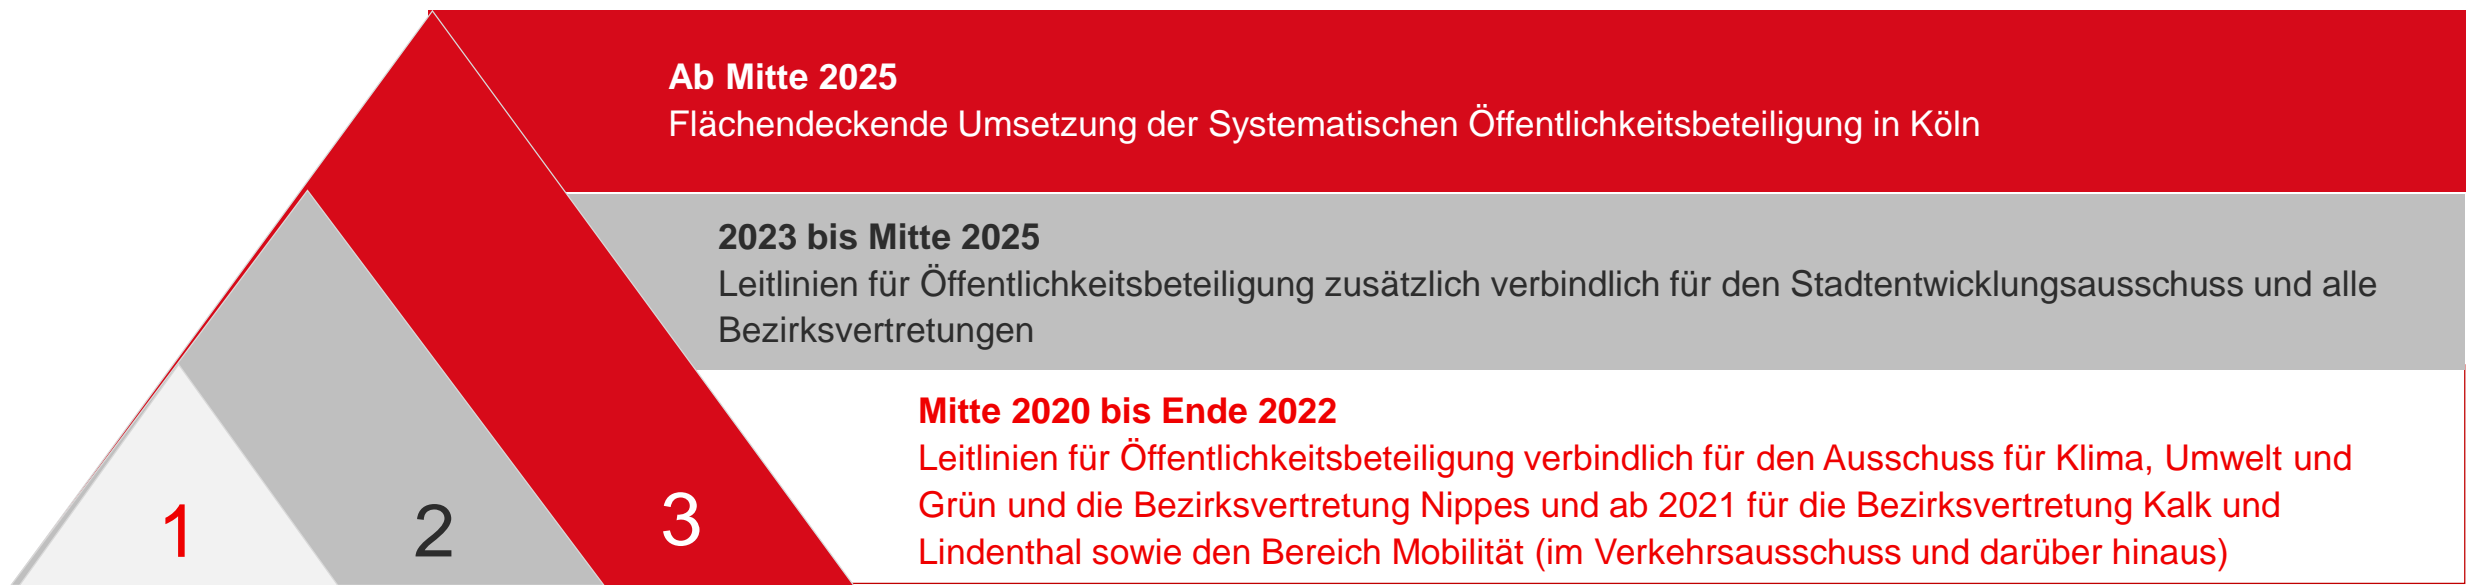 Ab Mitte 2025
Flächendeckende Umsetzung der Systematischen Öffentlichkeitsbeteiligung in Köln
2023 bis Mitte 2025
Leitlinien für Öffentlichkeitsbeteiligung zusätzlich verbindlich für den Stadtentwicklungsausschuss und alle
Bezirksvertretungen
Mitte 2020 bis Ende 2022
Leitlinien für Öffentlichkeitsbeteiligung verbindlich für den Ausschuss für Klima, Umwelt und
Grün und die Bezirksvertretung Nippes und ab 2021 für die Bezirksvertretung Kalk und
Lindenthal sowie den Bereich Mobilität (im Verkehrsausschuss und darüber hinaus)
1
2
3